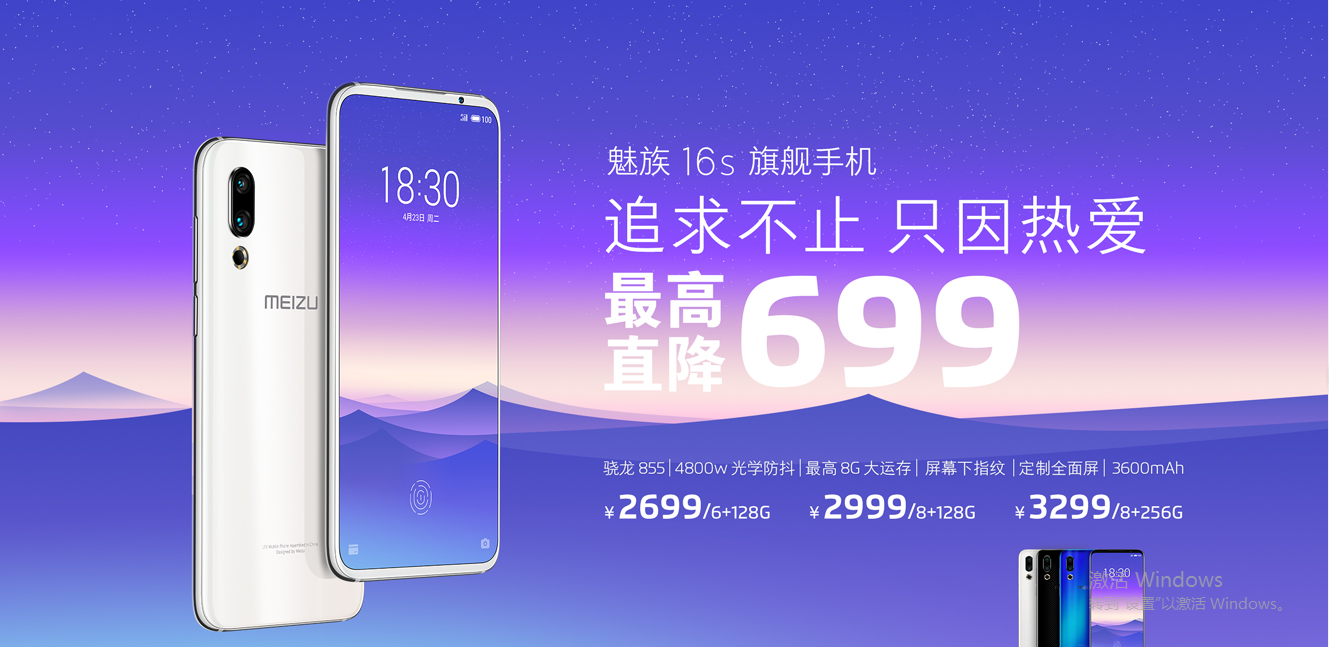 魅族 16s 旗舰手机
追求不止 只因热爱
最高
直降
699
骁龙 855|4800w 光学防抖|最高 8G 大运存| 屏幕下指纹 |定制全面屏| 3600mAh
¥2699/6+128G ¥2999/8+128G ¥3299/8+256G
100
18:30
4月23日 周二
MEIZU
18:30
激活 Windows
转到"设置"以激活 Windows。